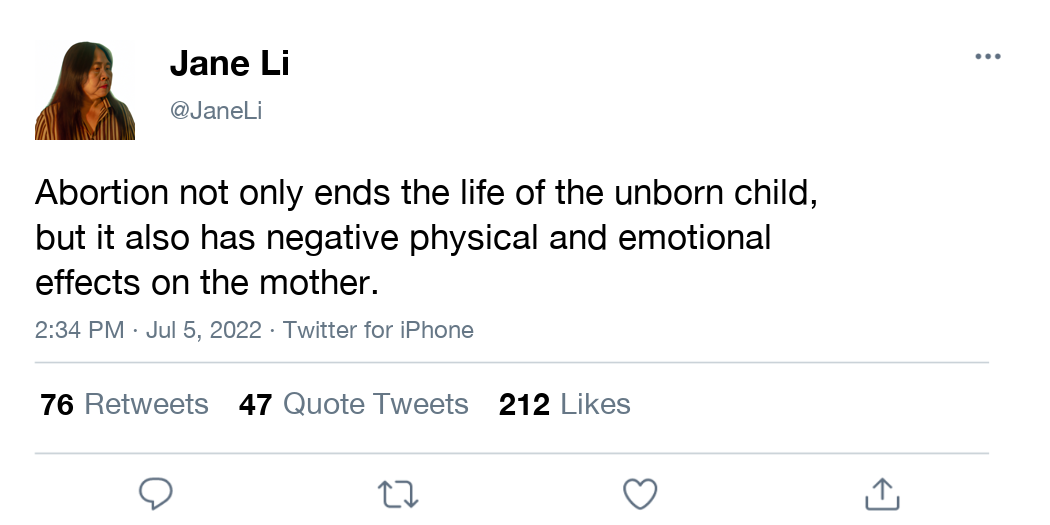 Jane Li
@JaneLi
Abortion not only ends the life of the unborn child,
but it also has negative physical and emotional
effects on the mother.
2:34 PM · Jul 5, 2022 · Twitter for iPhone
76 Retweets 47 Quote Tweets 212 Likes